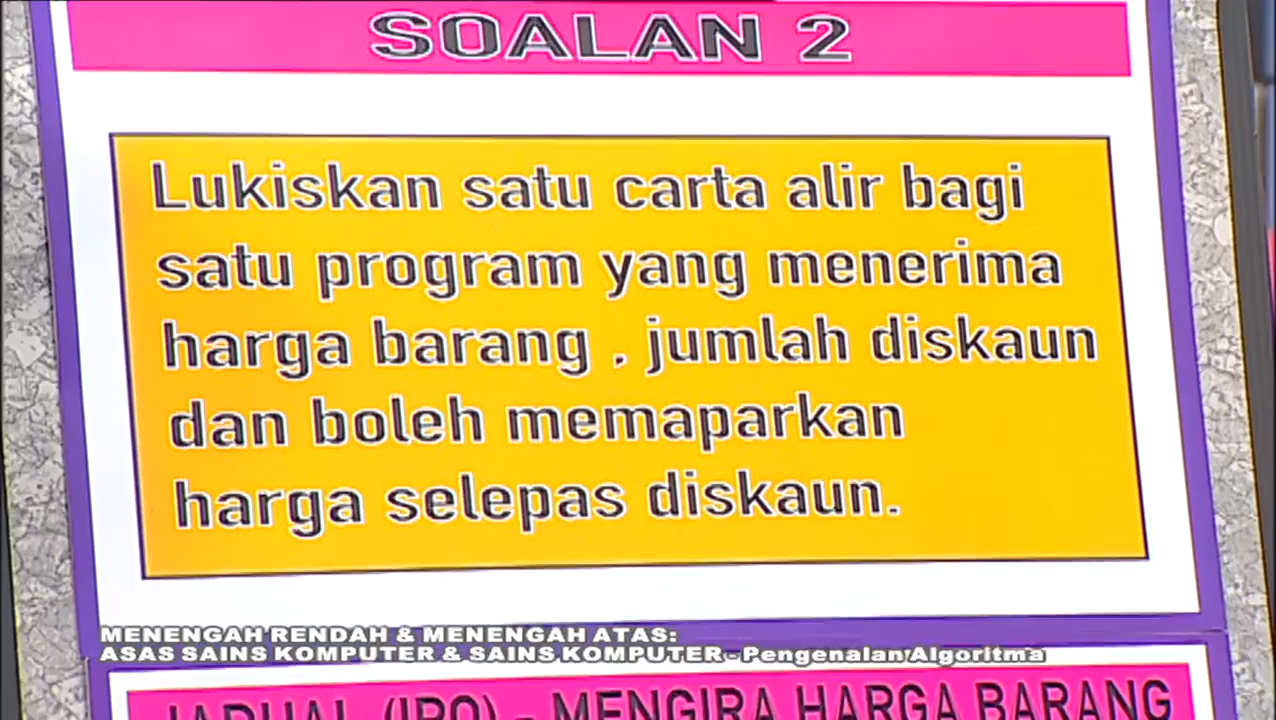 SOALAN 2
Lukiskan satu carta alir bagi
satu program yang menerima
harga barang , jumlah diskaun
dan boleh memaparkan
harga selepas diskaun.
MENENGAH RENDAH & MENENGAH ATAS:
ASAS SAINS KOMPUTER & SAINS KOMPUTER - Pengenalan Algoritma
JADUAL (IPO) - MENGIRA HARGA BARANG